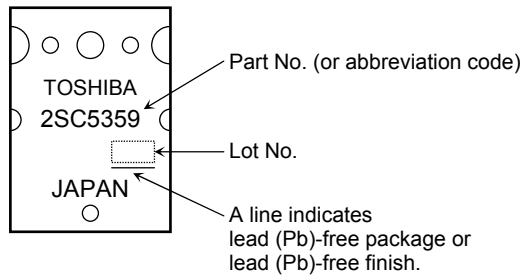 TOSHIBA
2SC5359
JAPAN
Part No. (or abbreviation code)
Lot No.
A line indicates
lead (Pb)-free package or
lead (Pb)-free finish.